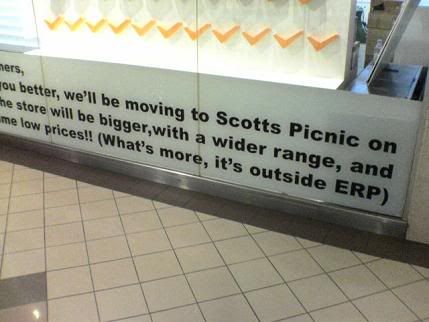 ners,
you better, we'll be moving to Scotts Picnic on
he store will be bigger,with a wider range, and
me low prices!! (What's more, it's outside ERP)